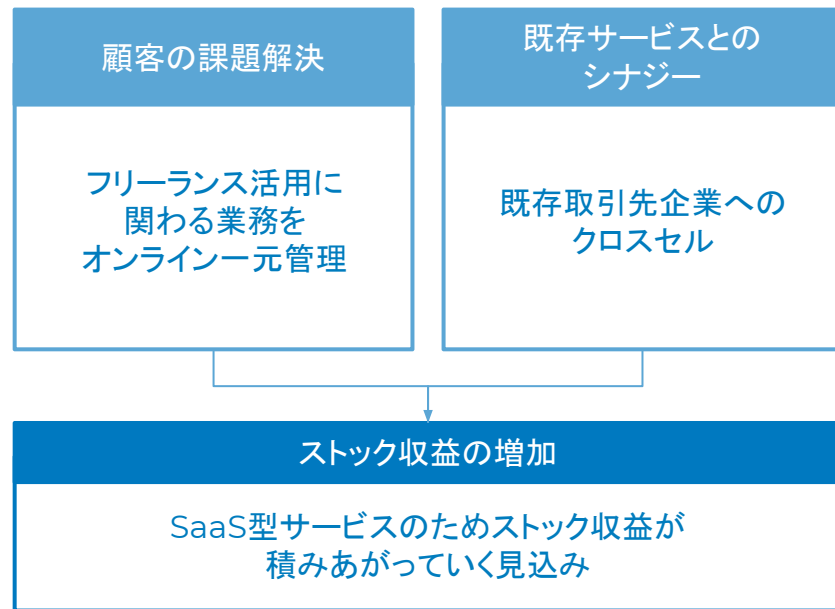 顧客の課題解決
フリーランス活用に
関わる業務を
オンライン一元管理
既存サービスとの
シナジー
既存取引先企業への
クロスセル
ストック収益の増加
SaaS型サービスのためストック収益が
積みあがっていく見込み